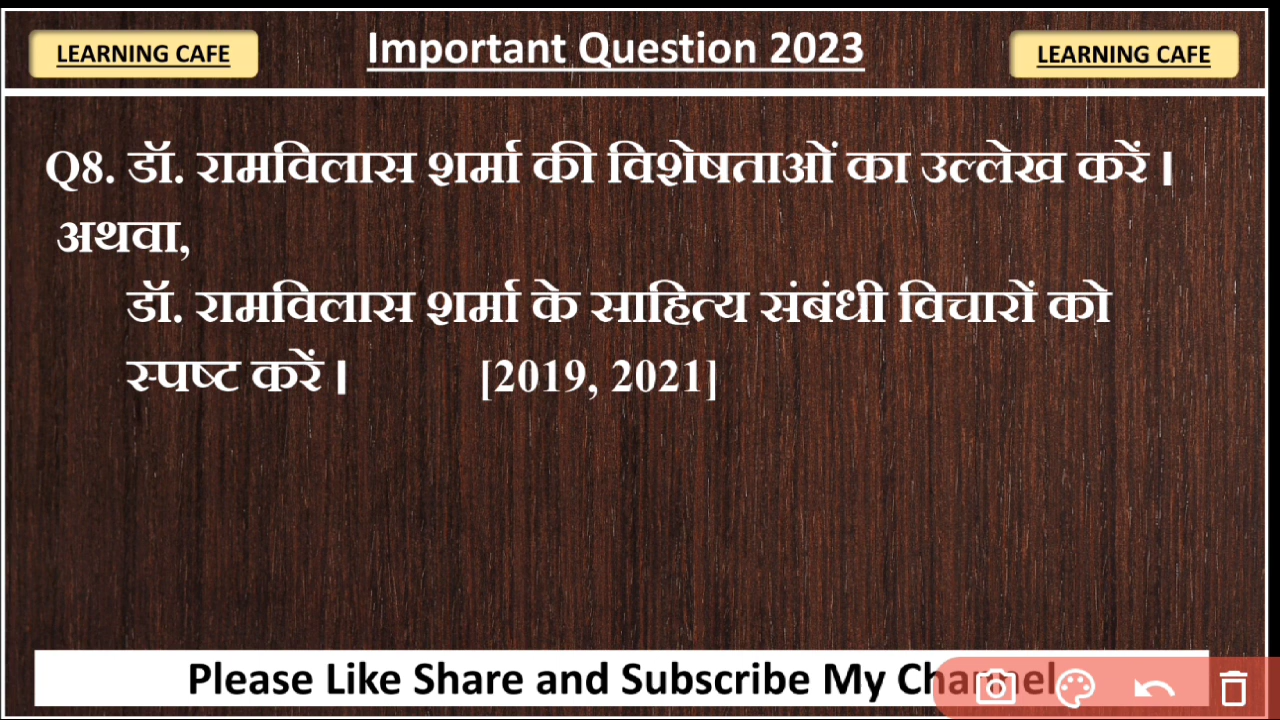 LEARNING CAFE
Important Question 2023
LEARNING CAFE
Q8. डॉ. रामविलास शर्मा की विशेषताओं का उल्लेख करें।
अथवा,
डॉ. रामविलास शर्मा के साहित्य संबंधी विचारों को
स्पष्ट करें। [2019, 2021]
Please Like Share and Subscribe My Channel